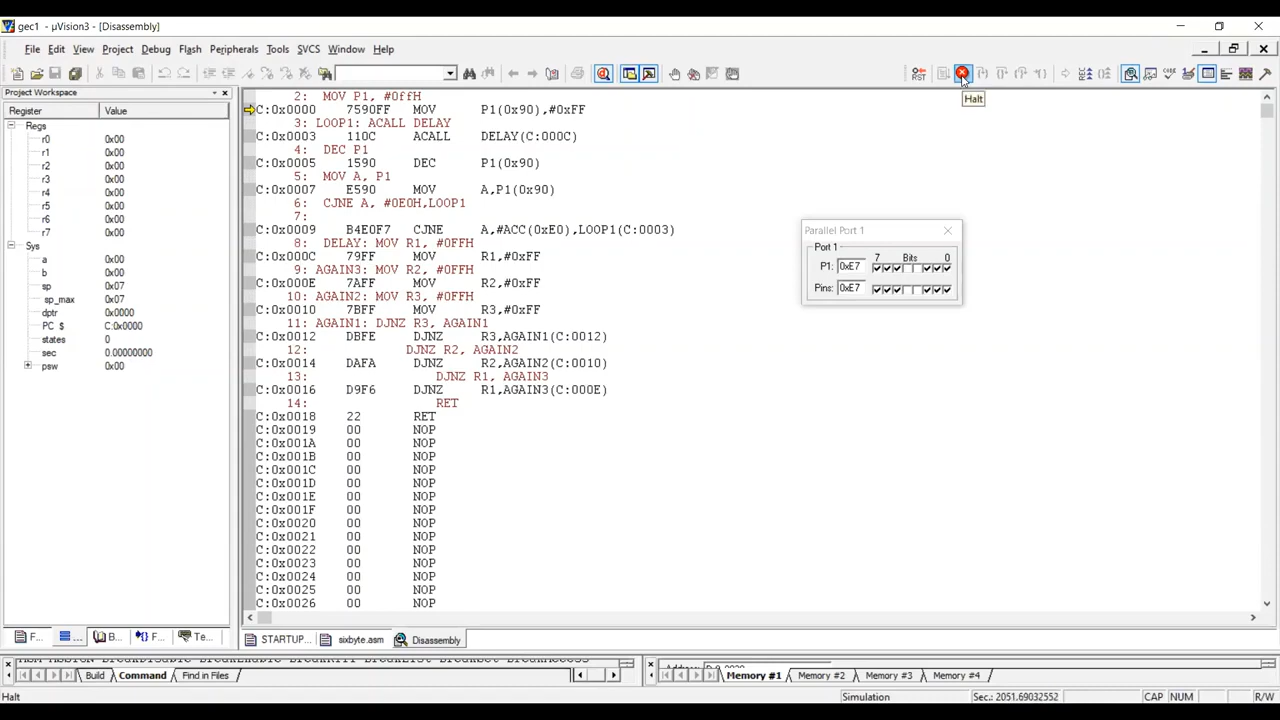 gec1 - µVision3 - [Disassembly]
File Edit View Project Debug Flash Peripherals Tools SVCS Window Help
RST
Halt
Project Workspace
Register Value
Regs
r0 0x00
r1 0x00
r2 0x00
r3 0x00
r4 0x00
r5 0x00
r6 0x00
r7 0x00
Sys
a 0x00
b 0x00
sp 0x07
sp_max 0x07
dptr 0x0000
PC $ C:0x0000
states 0
sec 0.00000000
psw 0x00
F... ... B... F... Te...
2: MOV P1, #0ffH
C:0x0000 7590FF MOV P1(0x90),#0xFF
3: LOOP1: ACALL DELAY
C:0x0003 110C ACALL DELAY(C:000C)
4: DEC P1
C:0x0005 1590 DEC P1(0x90)
5: MOV A, P1
C:0x0007 E590 MOV A,P1(0x90)
6: CJNE A, #0E0H,LOOP1
7:
C:0x0009 B4E0F7 CJNE A,#ACC(0xE0),LOOP1(C:0003)
8: DELAY: MOV R1, #0FFH
C:0x000C 79FF MOV R1,#0xFF
9: AGAIN3: MOV R2, #0FFH
C:0x000E 7AFF MOV R2,#0xFF
10: AGAIN2: MOV R3, #0FFH
C:0x0010 7BFF MOV R3,#0xFF
11: AGAIN1: DJNZ R3, AGAIN1
C:0x0012 DBFE DJNZ R3,AGAIN1(C:0012)
12: DJNZ R2, AGAIN2
C:0x0014 DAFA DJNZ R2,AGAIN2(C:0010)
13: DJNZ R1, AGAIN3
C:0x0016 D9F6 DJNZ R1,AGAIN3(C:000E)
14: RET
C:0x0018 22 RET
C:0x0019 00 NOP
C:0x001A 00 NOP
C:0x001B 00 NOP
C:0x001C 00 NOP
C:0x001D 00 NOP
C:0x001E 00 NOP
C:0x001F 00 NOP
C:0x0020 00 NOP
C:0x0021 00 NOP
C:0x0022 00 NOP
C:0x0023 00 NOP
C:0x0024 00 NOP
C:0x0025 00 NOP
C:0x0026 00 NOP
Parallel Port 1
Port 1
7 Bits 0
P1: 0xE7
Pins: 0xE7
STARTUP... sixbyte.asm Disassembly
ASM ASSIGN BreakDisable BreakEnable BreakKill BreakList BreakSet BreakAccess
Build Command Find in Files
Memory #1 Memory #2 Memory #3 Memory #4
Halt Simulation Sec.: 2051.69032552 CAP NUM R/W